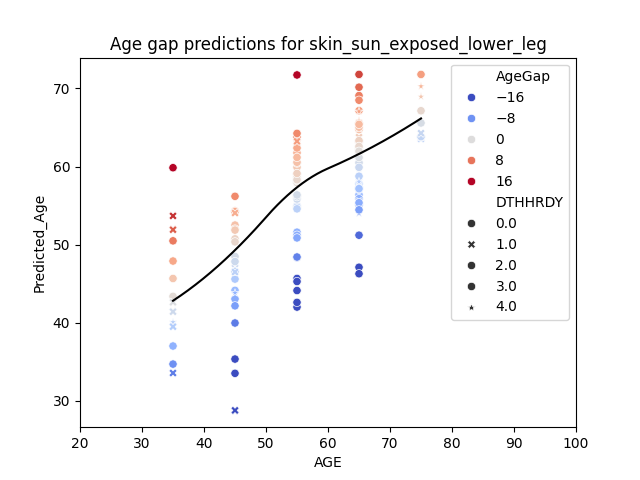 Age gap predictions for skin_sun_exposed_lower_leg
Predicted_Age
70
60
50
40
30
20 30 40 50 60 70 80 90 100
AGE
AgeGap
−16
−8
0
8
16
DTHHRDY
0.0
1.0
2.0
3.0
4.0